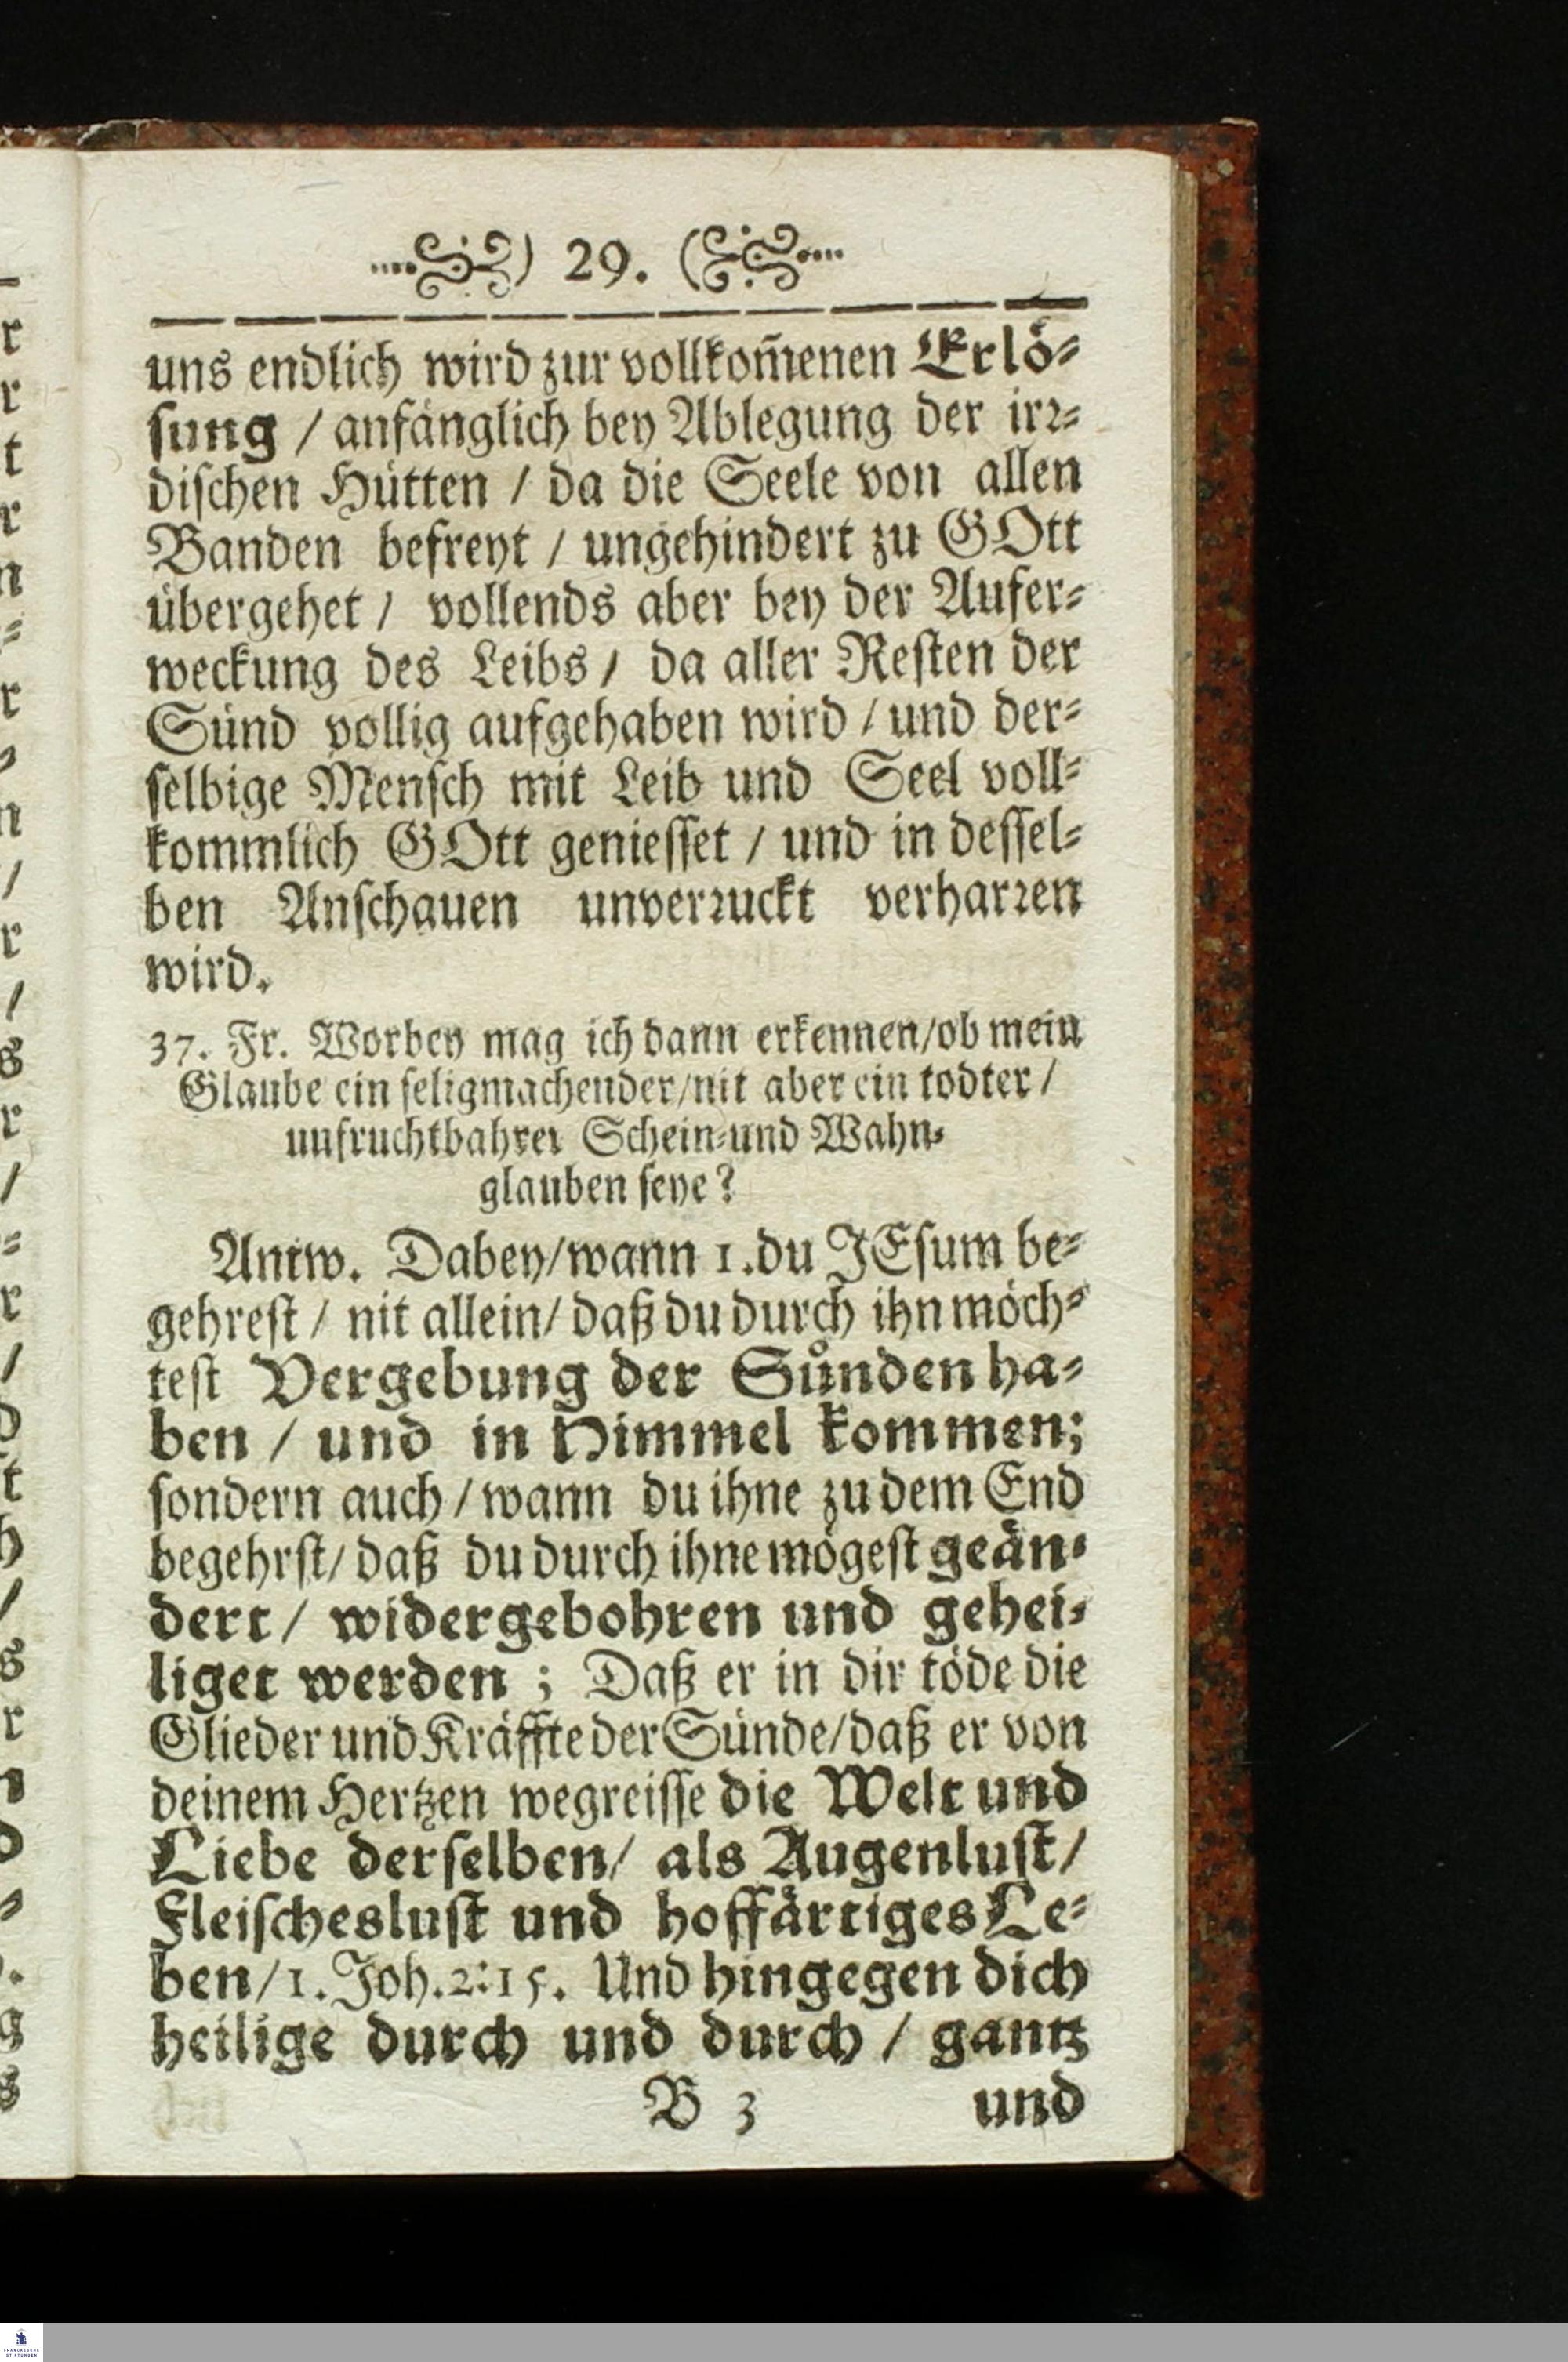 ) 29. (
uns endlich wird zur vollkom̃enen Erlö-
sung / anfänglich bey Ablegung der irr-
dischen Hütten / da die Seele von allen
Banden befreyt / ungehindert zu GOtt
übergehet / vollends aber bey der Aufer-
weckung des Leibs / da aller Resten der
Sünd vollig aufgehaben wird / und der-
selbige Mensch mit Leib und Seel voll-
kommlich GOtt geniesset / und in dessel-
ben Anschauen unverruckt verharren
wird.
37. Fr. Worbey mag ich dann erkennen/ob mein
Glaube ein seligmachender/nit aber ein todter /
unfruchtbahrer Schein-und Wahn-
glauben seye?
Antw. Dabey/wann 1.du JEsum be-
gehrest / nit allein/ daß du durch ihn möch-
test Vergebung der Sünden ha-
ben / und in Himmel kommen;
sondern auch / wann du ihne zu dem End
begehrst/ daß du durch ihne mögest geän-
dert / widergebohren und gehei-
liget werden ; Daß er in dir töde die
Glieder und Kräffte der Sünde/daß er von
deinem Hertzen wegreisse die Welt und
Liebe derselben/ als Augenlust/
Fleischeslust und hoffärtiges Le-
ben/1.Joh.2:15. Und hingegen dich
heilige durch und durch / gantz
B 3 und
FRANCKESCHE
STIFTUNGEN